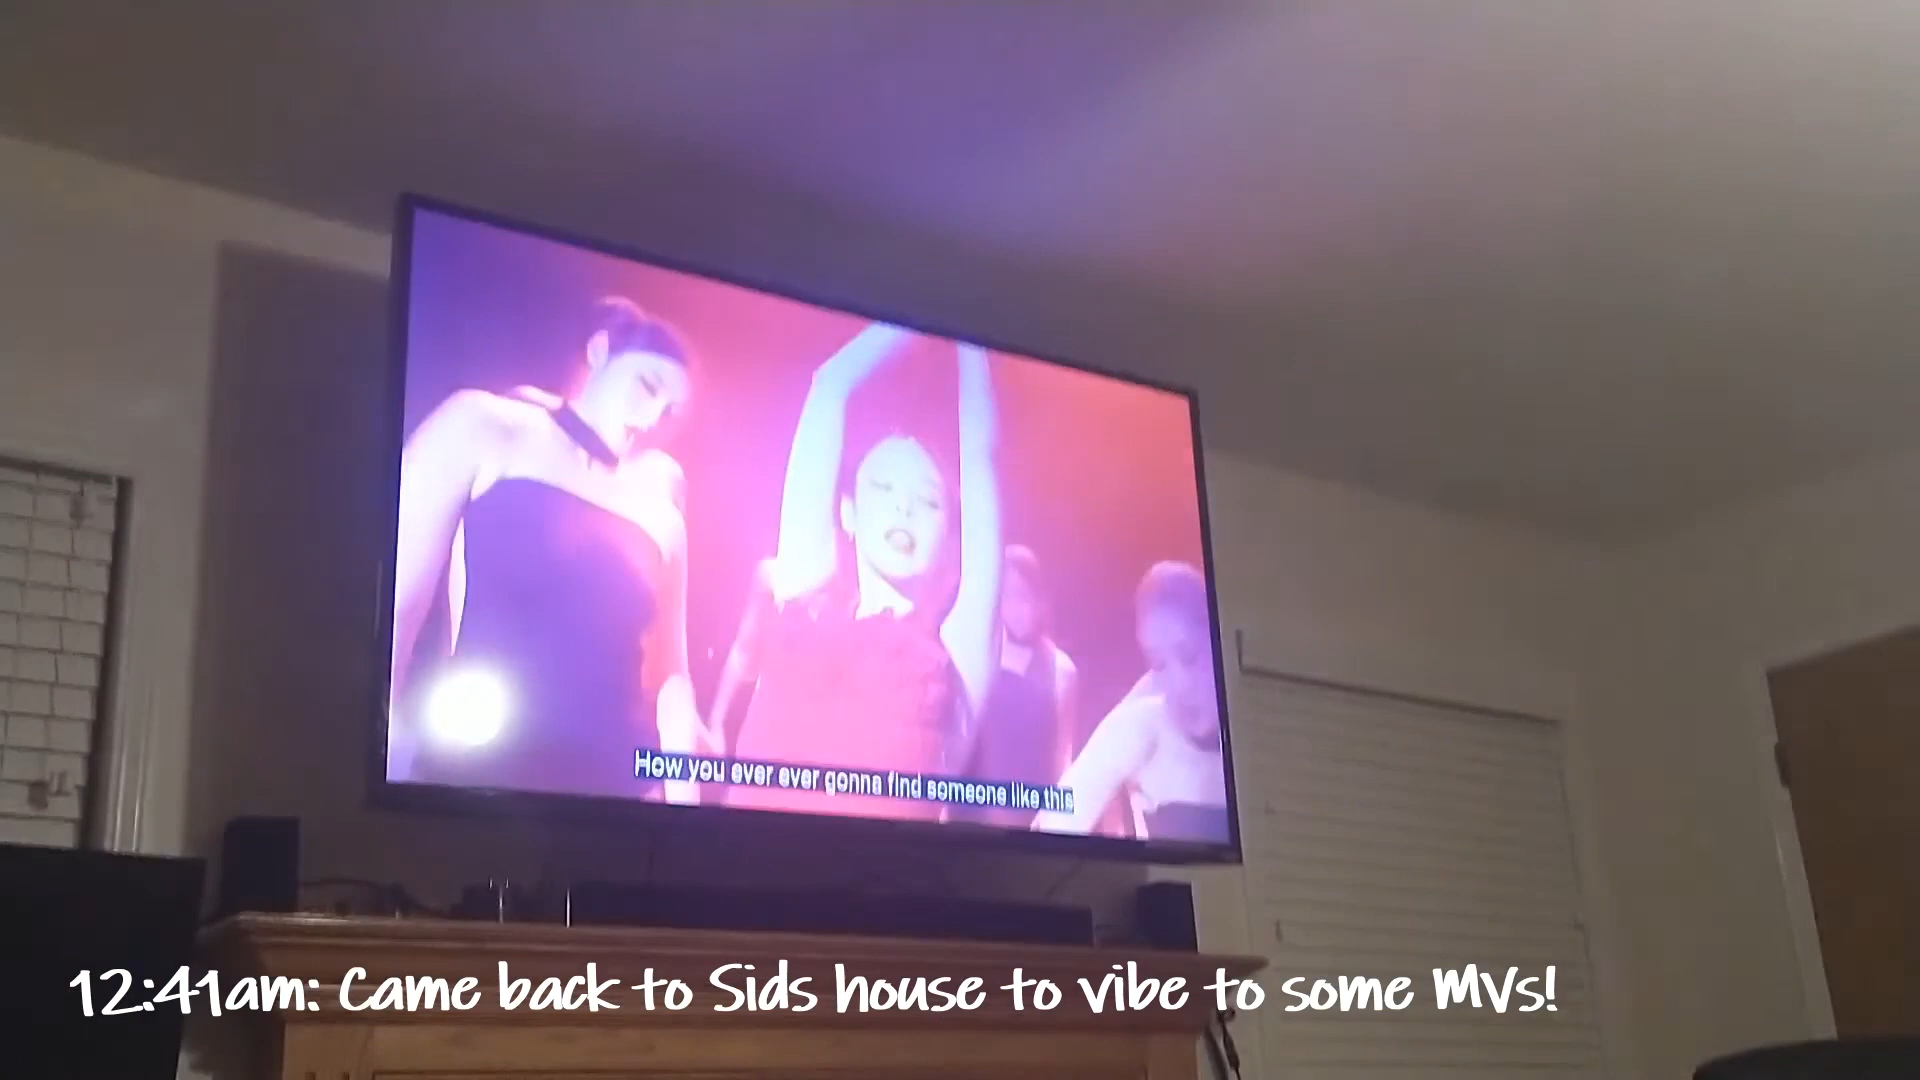 How you ever ever gonna find someone like this
12:41am: Came back to Sids house to vibe to some MVs!